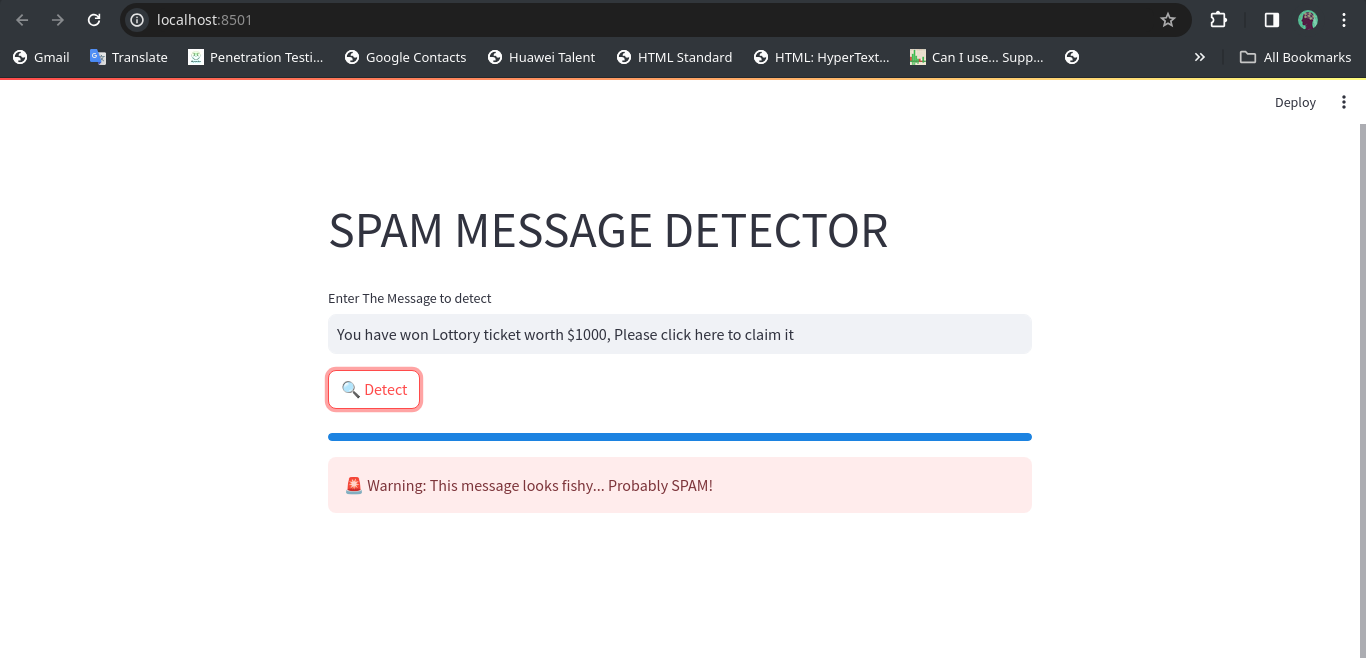 localhost:8501
Gmail Translate Penetration Testi... Google Contacts Huawei Talent HTML Standard HTML: HyperText... Can I use... Supp... » All Bookmarks
Deploy
SPAM MESSAGE DETECTOR
Enter The Message to detect
You have won Lottory ticket worth $1000, Please click here to claim it
🔍 Detect
🚨 Warning: This message looks fishy... Probably SPAM!